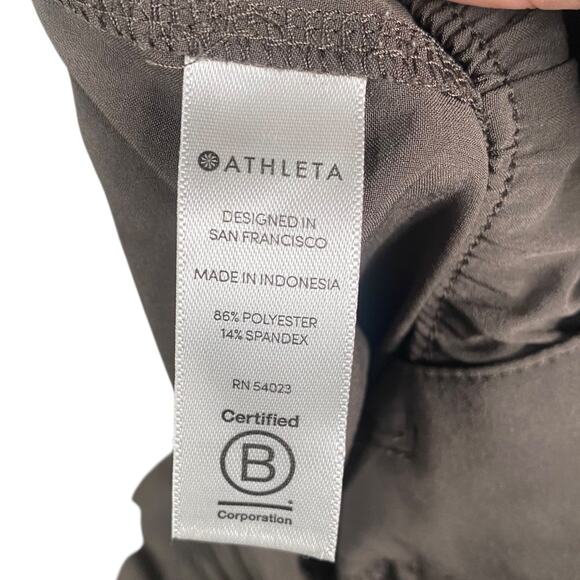 ATHLETA
DESIGNED IN
SAN FRANCISCO
MADE IN INDONESIA
86% POLYESTER
14% SPANDEX
RN 54023
Certified
B
Corporation